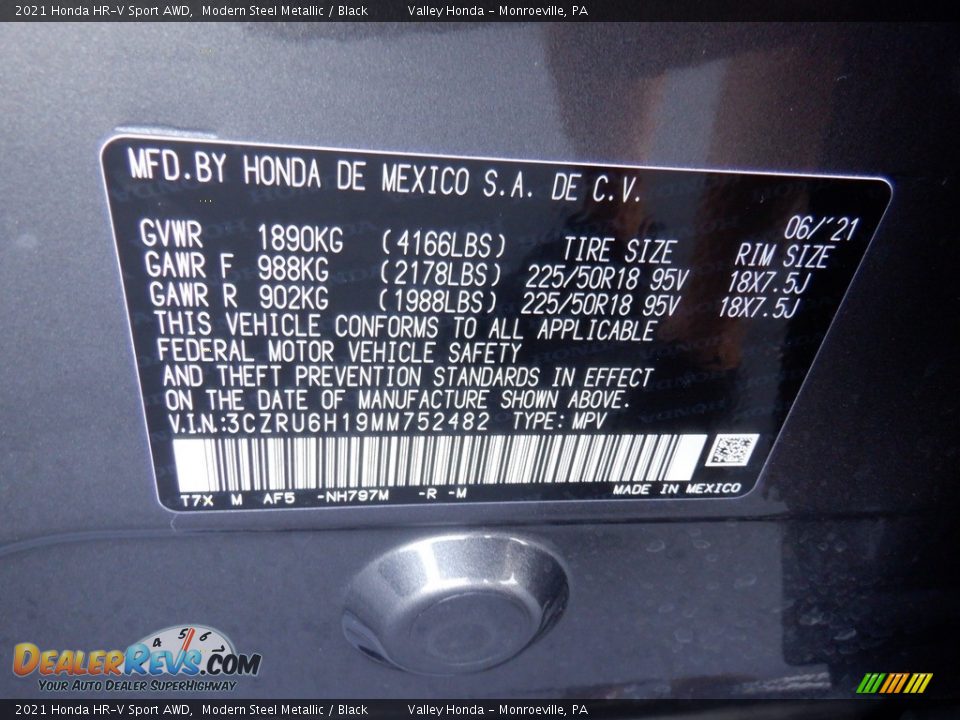 2021 Honda HR-V Sport AWD, Modern Steel Metallic / Black Valley Honda - Monroeville, PA
MFD.BY HONDA DE MEXICO S.A. DE C.V.
06/'21
GVWR 1890KG (4166LBS) TIRE SIZE RIM SIZE
GAWR F 988KG (2178LBS) 225/50R18 95V 18X7.5J
GAWR R 902KG (1988LBS) 225/50R18 95V 18X7.5J
THIS VEHICLE CONFORMS TO ALL APPLICABLE
FEDERAL MOTOR VEHICLE SAFETY
AND THEFT PREVENTION STANDARDS IN EFFECT
ON THE DATE OF MANUFACTURE SHOWN ABOVE.
V.I.N.:3CZRU6H19MM752482 TYPE: MPV
T7X M AF5 -NH797M -R -M MADE IN MEXICO
4 5 6
DEALERREVS.COM
YOUR AUTO DEALER SUPERHIGHWAY
2021 Honda HR-V Sport AWD, Modern Steel Metallic / Black Valley Honda - Monroeville, PA